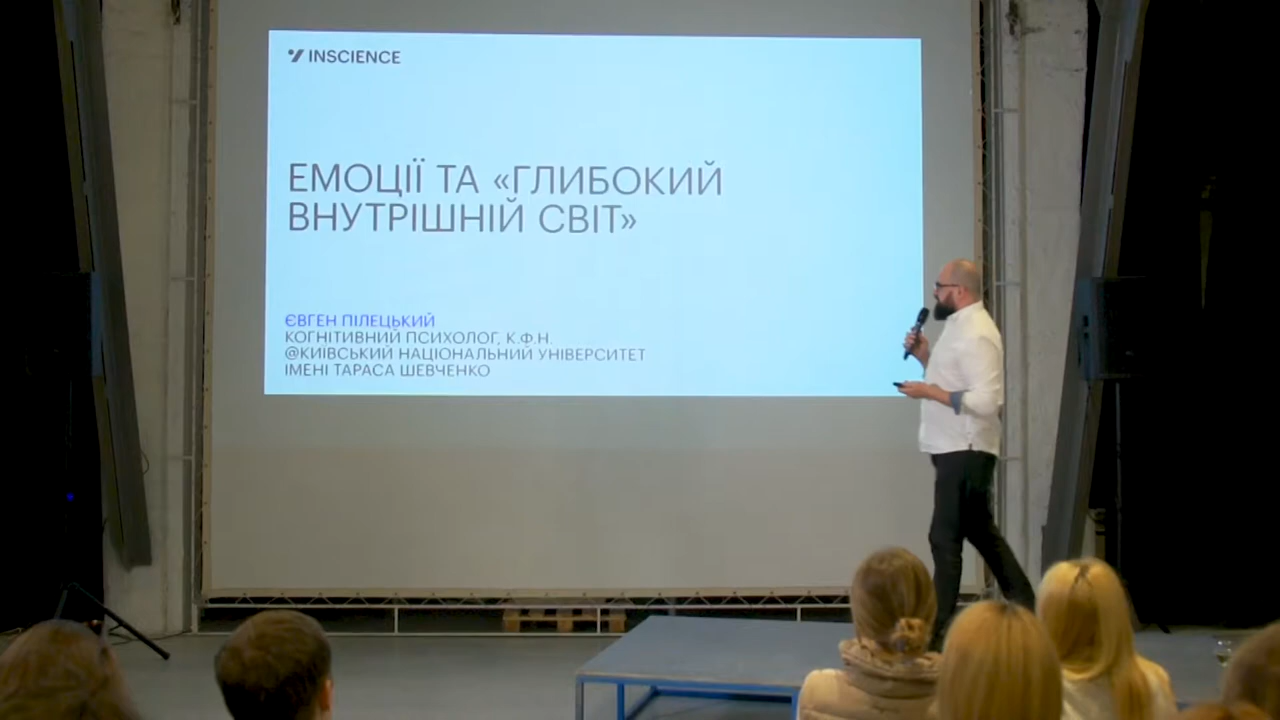 INSCIENCE
ЕМОЦІЇ ТА «ГЛИБОКИЙ
ВНУТРІШНІЙ СВІТ»
ЄВГЕН ПІЛЕЦЬКИЙ
КОГНІТИВНИЙ ПСИХОЛОГ, К.Ф.Н.
@КИЇВСЬКИЙ НАЦІОНАЛЬНИЙ УНІВЕРСИТЕТ
ІМЕНІ ТАРАСА ШЕВЧЕНКО